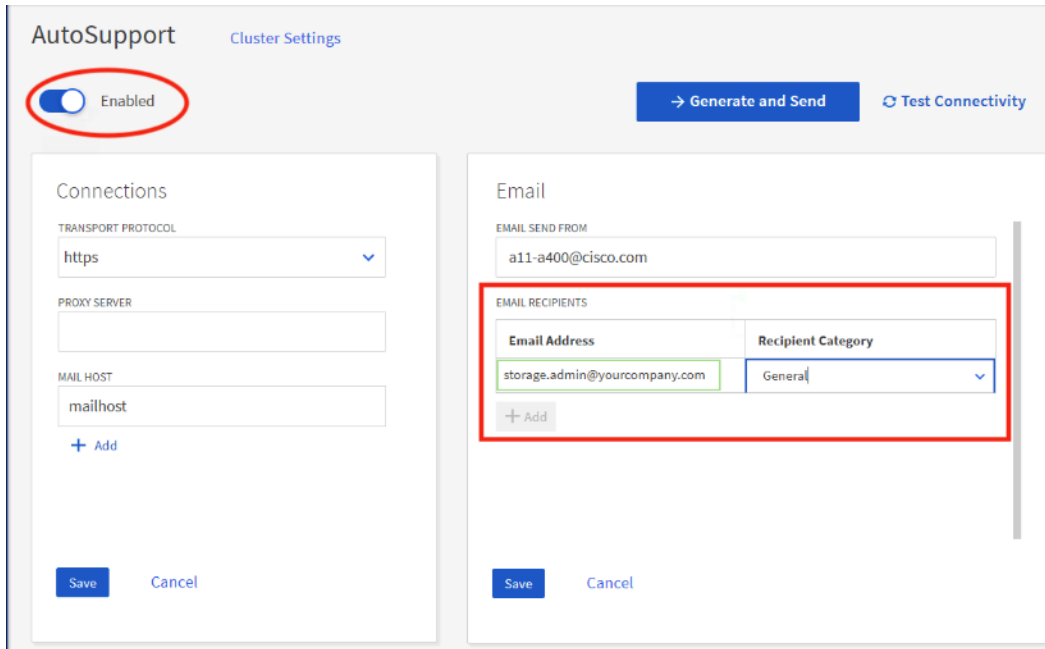 AutoSupport Cluster Settings
Enabled
→ Generate and Send Test Connectivity
Connections
TRANSPORT PROTOCOL
https
PROXY SERVER
MAIL HOST
mailhost
+ Add
Save Cancel
Email
EMAIL SEND FROM
a11-a400@cisco.com
EMAIL RECIPIENTS
Email Address Recipient Category
storage.admin@yourcompany.com General
+ Add
Save Cancel